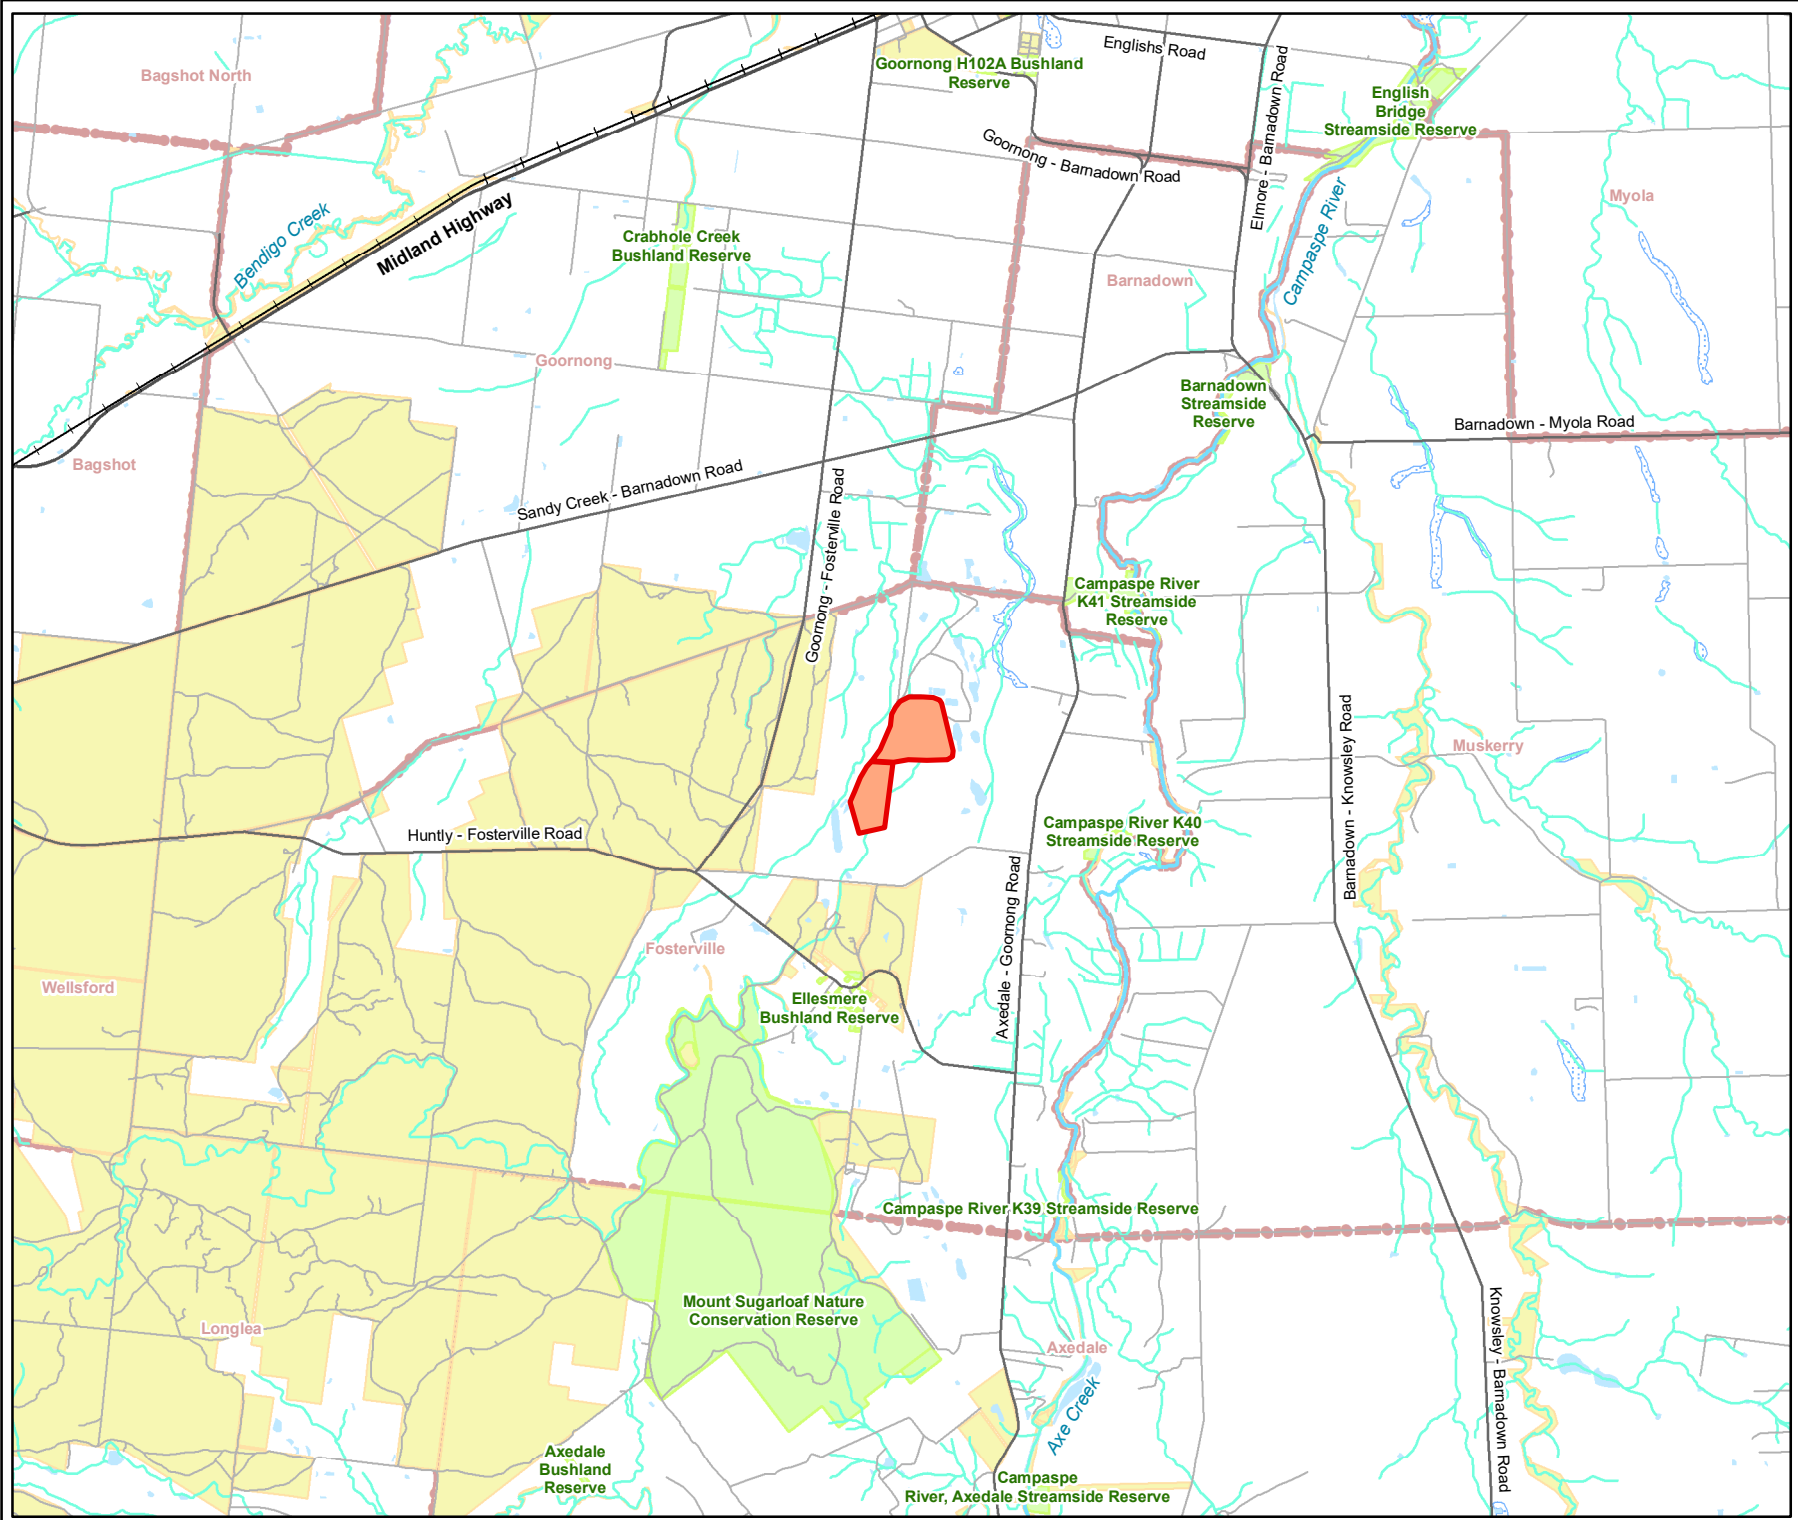 Englishs Road
Goornong H102A Bushland
Reserve
Bagshot North
Elmore - Barnadown Road
English
Bridge
Streamside Reserve
Goornong - Barnadown Road
Myola
Campaspe River
Bendigo Creek
Midland Highway
Crabhole Creek
Bushland Reserve
Barnadown
Goornong
Barnadown
Streamside
Reserve
Barnadown - Myola Road
Bagshot
Sandy Creek - Barnadown Road
Goornong - Fosterville Road
Campaspe River
K41 Streamside
Reserve
Barnadown - Knowsley Road
Muskerry
Huntly - Fosterville Road
Campaspe River K40
Streamside Reserve
Axedale - Goornong Road
Fosterville
Wellsford
Ellesmere
Bushland Reserve
Campaspe River K39 Streamside Reserve
Mount Sugarloaf Nature
Conservation Reserve
Longlea
Axedale
Knowsley - Barnadown Road
Axe Creek
Axedale
Bushland
Reserve
Campaspe
River, Axedale Streamside Reserve